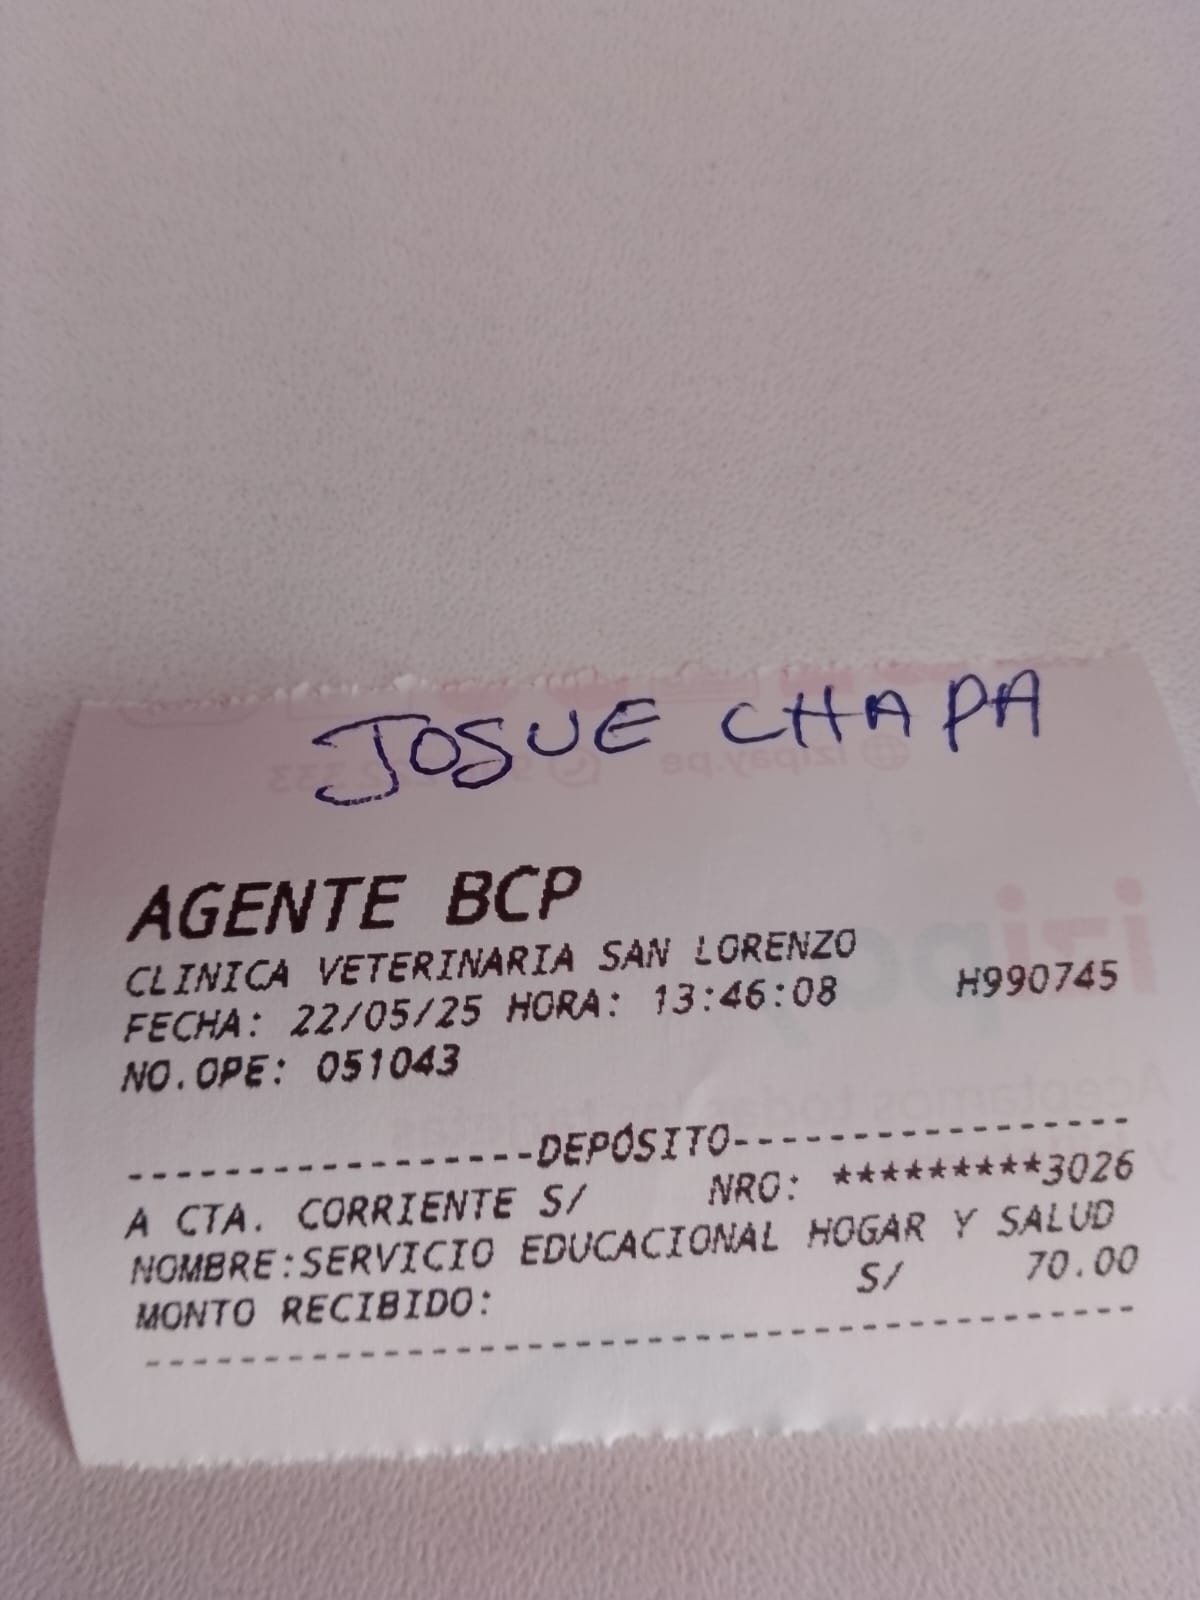 JOSUE CHAPA
AGENTE BCP
CLINICA VETERINARIA SAN LORENZO
FECHA: 22/05/25 HORA: 13:46:08 H990745
NO.OPE: 051043
-----------------DEPÓSITO-----------------
A CTA. CORRIENTE S/ NRO: *********3026
NOMBRE:SERVICIO EDUCACIONAL HOGAR Y SALUD
MONTO RECIBIDO: S/ 70.00